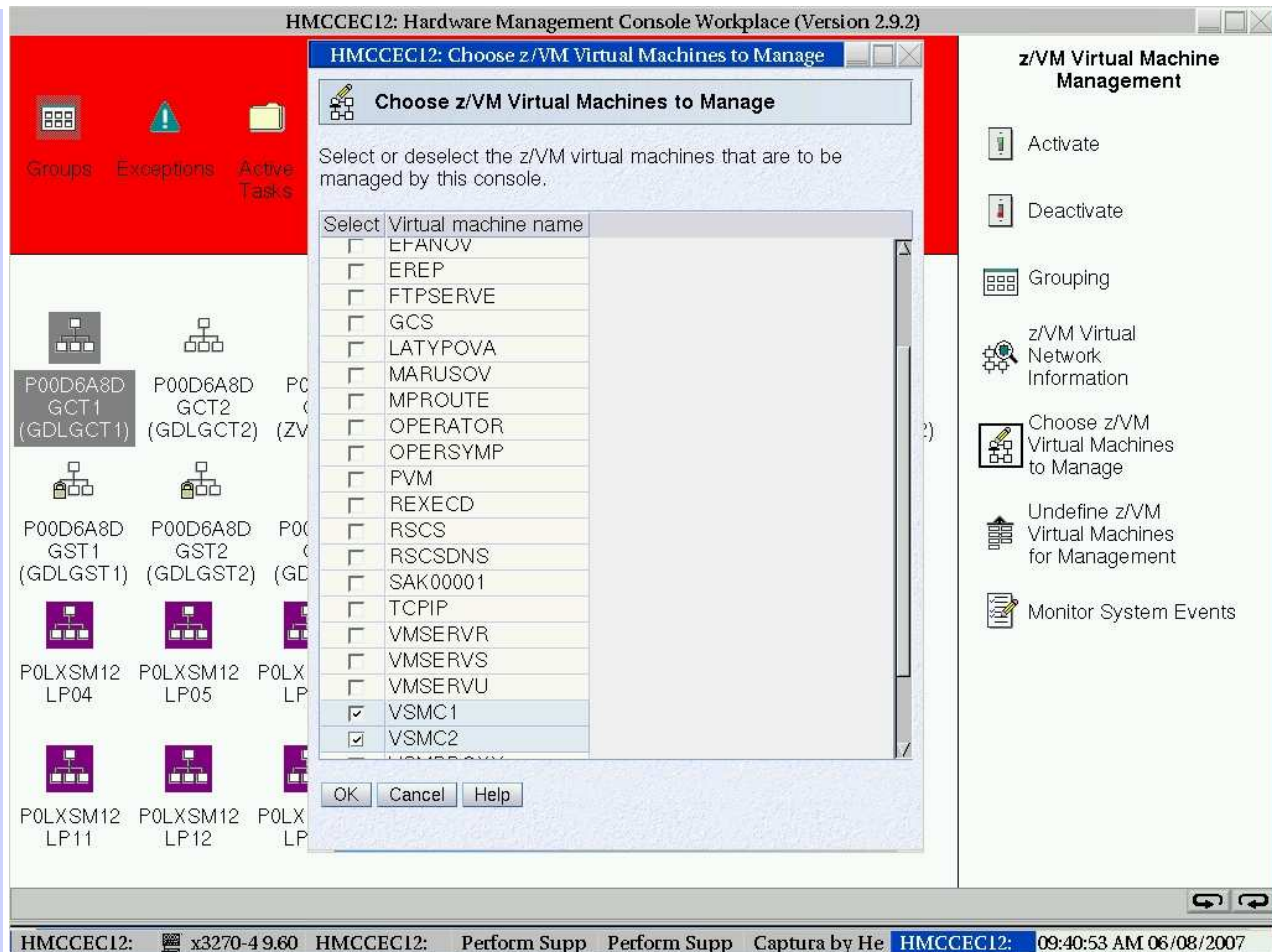 HMCCEC12: Hardware Management Console Workplace (Version 2.9.2)
Groups
Exceptions
Active
Tasks
P00D6A8D
GCT1
(GDLGCT1)
P00D6A8D
GCT2
(GDLGCT2)
(ZV
P00D6A8D
GST1
(GDLGST1)
P00D6A8D
GST2
(GDLGST2)
(GD
P0LXSM12
LP04
P0LXSM12
LP05
P0LX
LP
P0LXSM12
LP11
P0LXSM12
LP12
P0LX
LP
HMCCEC12: Choose z/VM Virtual Machines to Manage
Choose z/VM Virtual Machines to Manage
Select or deselect the z/VM virtual machines that are to be
managed by this console.
Select Virtual machine name
EFANOV
EREP
FTPSERVE
GCS
LATYPOVA
MARUSOV
MPROUTE
OPERATOR
OPERSYMP
PVM
REXECD
RSCS
RSCSDNS
SAK00001
TCPIP
VMSERVR
VMSERVS
VMSERVU
VSMC1
VSMC2
OK Cancel Help
z/VM Virtual Machine
Management
Activate
Deactivate
Grouping
z/VM Virtual
Network
Information
Choose z/VM
Virtual Machines
to Manage
Undefine z/VM
Virtual Machines
for Management
Monitor System Events
HMCCEC12: x3270-4 9.60 HMCCEC12: Perform Supp Perform Supp Captura by He HMCCEC12: 09:40:53 AM 06/08/2007